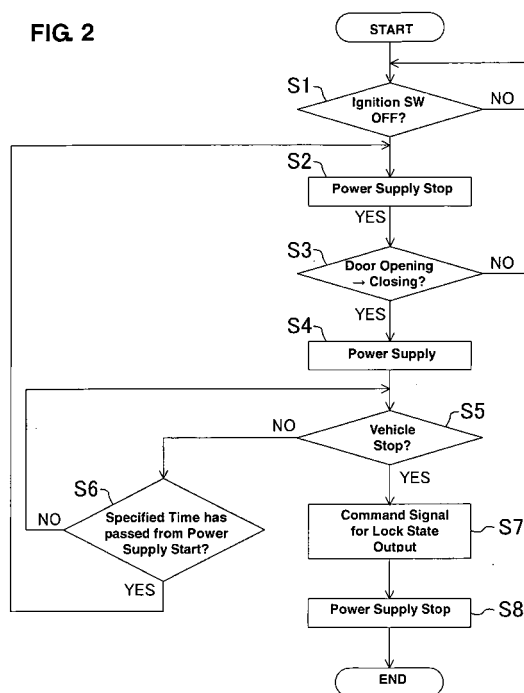 FIG. 2
START
S1
Ignition SW
OFF?
NO
S2
Power Supply Stop
YES
S3
Door Opening
→ Closing?
NO
YES
S4
Power Supply
S5
Vehicle
Stop?
NO
YES
S6
Specified Time has
passed from Power
Supply Start?
NO
YES
Command Signal
for Lock State
Output
S7
Power Supply Stop
S8
END